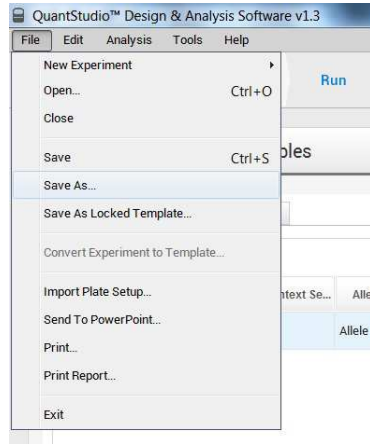 QuantStudio™ Design & Analysis Software v1.3
File Edit Analysis Tools Help
New Experiment
Open... Ctrl+O
Run
Close
Save Ctrl+S
bles
Save As...
Save As Locked Template...
Convert Experiment to Template...
Import Plate Setup...
ntext Se... Alle
Send To PowerPoint...
Allele
Print...
Print Report...
Exit